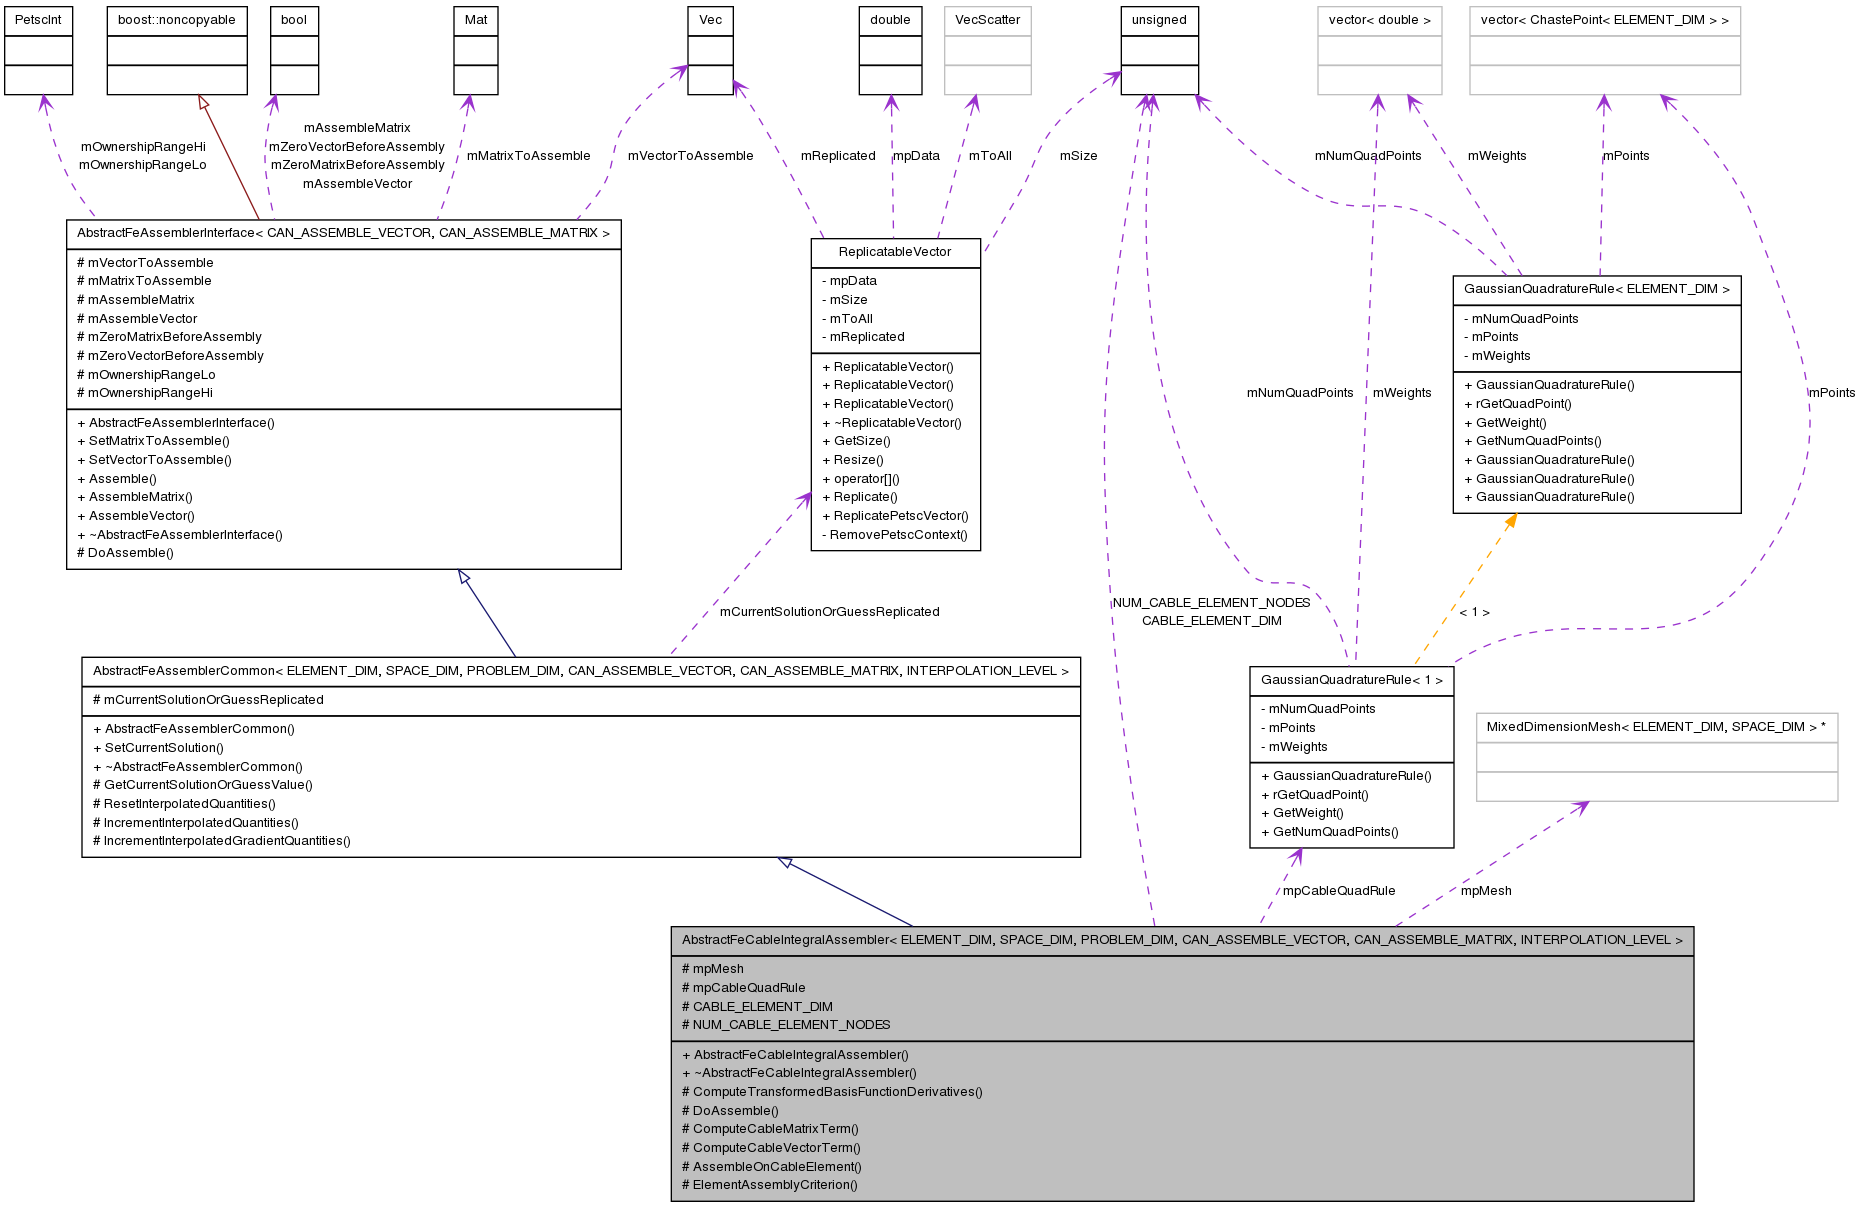 PetscInt
boost::noncopyable
bool
Mat
Vec
double
VecScatter
unsigned
vector< double >
vector< ChastePoint< ELEMENT_DIM > >
mOwnershipRangeHi
mOwnershipRangeLo
mAssembleMatrix
mZeroVectorBeforeAssembly
mZeroMatrixBeforeAssembly
mAssembleVector
mMatrixToAssemble
mVectorToAssemble
mReplicated
mpData
mToAll
mSize
mNumQuadPoints
mWeights
mPoints
AbstractFeAssemblerInterface< CAN_ASSEMBLE_VECTOR, CAN_ASSEMBLE_MATRIX >
# mVectorToAssemble
# mMatrixToAssemble
# mAssembleMatrix
# mAssembleVector
# mZeroMatrixBeforeAssembly
# mZeroVectorBeforeAssembly
# mOwnershipRangeLo
# mOwnershipRangeHi
+ AbstractFeAssemblerInterface()
+ SetMatrixToAssemble()
+ SetVectorToAssemble()
+ Assemble()
+ AssembleMatrix()
+ AssembleVector()
+ ~AbstractFeAssemblerInterface()
# DoAssemble()
ReplicatableVector
- mpData
- mSize
- mToAll
- mReplicated
+ ReplicatableVector()
+ ReplicatableVector()
+ ReplicatableVector()
+ ~ReplicatableVector()
+ GetSize()
+ Resize()
+ operator[]()
+ Replicate()
+ ReplicatePetscVector()
- RemovePetscContext()
GaussianQuadratureRule< ELEMENT_DIM >
- mNumQuadPoints
- mPoints
- mWeights
+ GaussianQuadratureRule()
+ rGetQuadPoint()
+ GetWeight()
+ GetNumQuadPoints()
+ GaussianQuadratureRule()
+ GaussianQuadratureRule()
+ GaussianQuadratureRule()
mNumQuadPoints
mWeights
mPoints
mCurrentSolutionOrGuessReplicated
NUM_CABLE_ELEMENT_NODES
CABLE_ELEMENT_DIM
< 1 >
AbstractFeAssemblerCommon< ELEMENT_DIM, SPACE_DIM, PROBLEM_DIM, CAN_ASSEMBLE_VECTOR, CAN_ASSEMBLE_MATRIX, INTERPOLATION_LEVEL >
# mCurrentSolutionOrGuessReplicated
+ AbstractFeAssemblerCommon()
+ SetCurrentSolution()
+ ~AbstractFeAssemblerCommon()
# GetCurrentSolutionOrGuessValue()
# ResetInterpolatedQuantities()
# IncrementInterpolatedQuantities()
# IncrementInterpolatedGradientQuantities()
GaussianQuadratureRule< 1 >
- mNumQuadPoints
- mPoints
- mWeights
+ GaussianQuadratureRule()
+ rGetQuadPoint()
+ GetWeight()
+ GetNumQuadPoints()
MixedDimensionMesh< ELEMENT_DIM, SPACE_DIM > *
mpCableQuadRule
mpMesh
AbstractFeCableIntegralAssembler< ELEMENT_DIM, SPACE_DIM, PROBLEM_DIM, CAN_ASSEMBLE_VECTOR, CAN_ASSEMBLE_MATRIX, INTERPOLATION_LEVEL >
# mpMesh
# mpCableQuadRule
# CABLE_ELEMENT_DIM
# NUM_CABLE_ELEMENT_NODES
+ AbstractFeCableIntegralAssembler()
+ ~AbstractFeCableIntegralAssembler()
# ComputeTransformedBasisFunctionDerivatives()
# DoAssemble()
# ComputeCableMatrixTerm()
# ComputeCableVectorTerm()
# AssembleOnCableElement()
# ElementAssemblyCriterion()